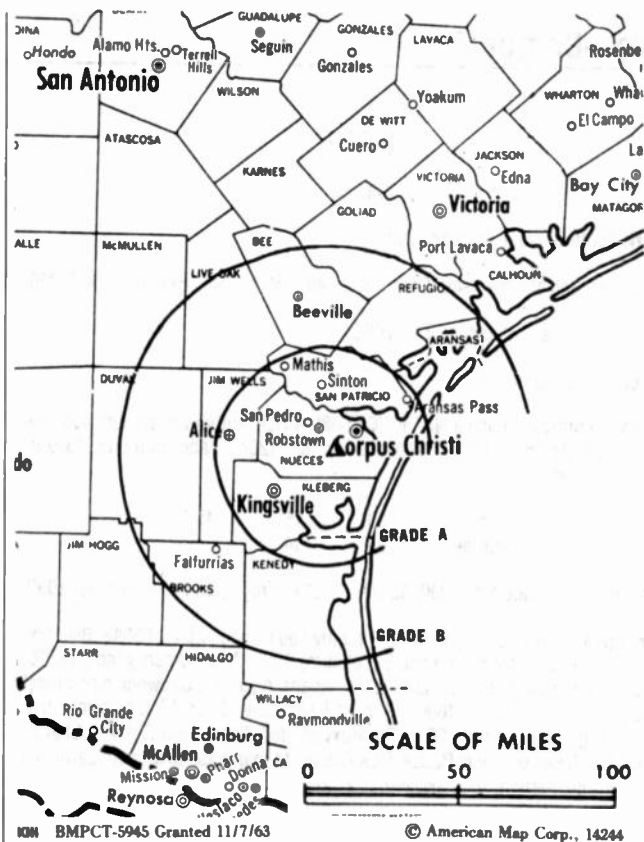 GUADALUPE
GONZALES
LAVACA
Hondo
Alamo Hts.
Terrell
Hills
Seguin
Gonzales
Rosenbe
San Antonio
WILSON
Yoakum
WHARTON
Wha
El Campo
DE WITT
ATASCOSA
Cuero
JACKSON
Edna
La
KARNES
VICTORIA
Bay City
GOLIAD
Victoria
MATAGOR
ALLE
McMULLEN
BEE
Port Lavaca
LIVE OAK
CALHOUN
REFUGIO
Beeville
ARANSAS
Mathis
DUVAL
JIM WELLS
Sinton
SAN PATRICIO
Aransas Pass
San Pedro
Alice
Robstown
Corpus Christi
do
NUECES
KLEBERG
Kingsville
GRADE A
JIM HOGG
Falfurrias
KENEDY
BROOKS
GRADE B
STARR
HIDALGO
WILLACY
Rio Grande
City
Raymondville
Edinburg
SCALE OF MILES
McAllen
Mission
Pharr
Donna
CA
Reynosa
0 50 100
BMPCT-5945 Granted 11/7/63
© American Map Corp., 14244